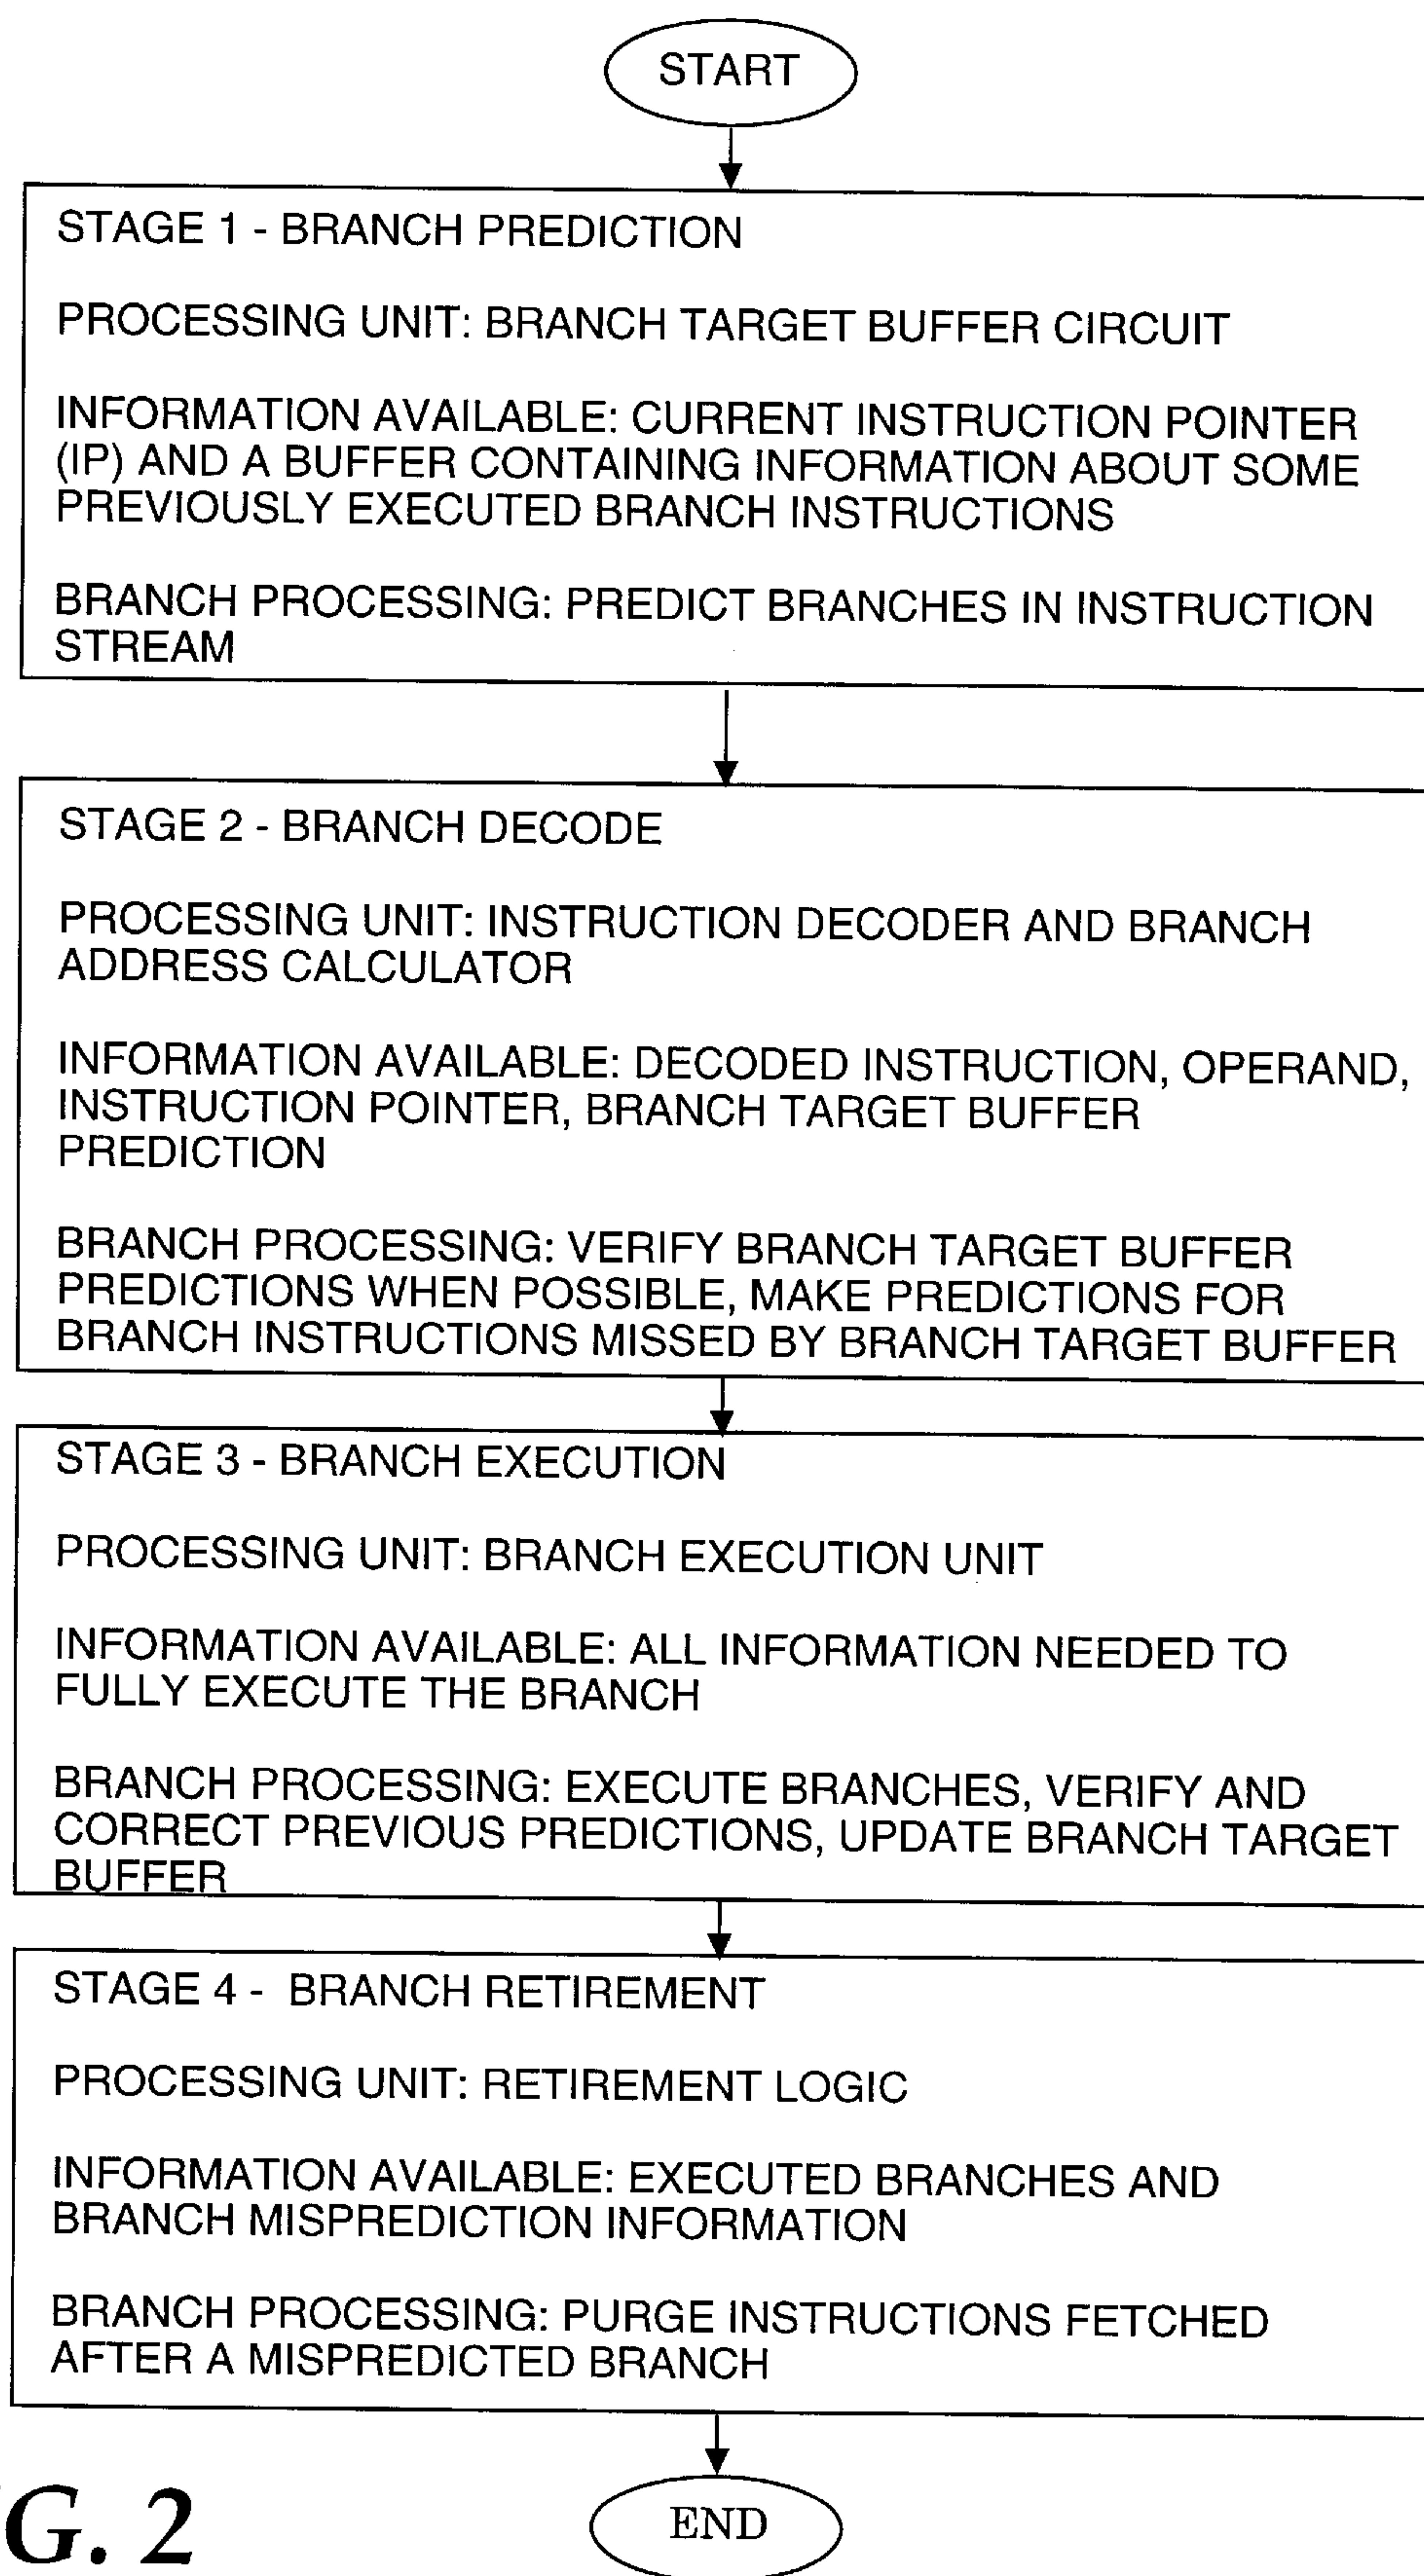 START
STAGE 1 - BRANCH PREDICTION
PROCESSING UNIT: BRANCH TARGET BUFFER CIRCUIT
INFORMATION AVAILABLE: CURRENT INSTRUCTION POINTER
(IP) AND A BUFFER CONTAINING INFORMATION ABOUT SOME
PREVIOUSLY EXECUTED BRANCH INSTRUCTIONS
BRANCH PROCESSING: PREDICT BRANCHES IN INSTRUCTION
STREAM
STAGE 2 - BRANCH DECODE
PROCESSING UNIT: INSTRUCTION DECODER AND BRANCH
ADDRESS CALCULATOR
INFORMATION AVAILABLE: DECODED INSTRUCTION, OPERAND,
INSTRUCTION POINTER, BRANCH TARGET BUFFER
PREDICTION
BRANCH PROCESSING: VERIFY BRANCH TARGET BUFFER
PREDICTIONS WHEN POSSIBLE, MAKE PREDICTIONS FOR
BRANCH INSTRUCTIONS MISSED BY BRANCH TARGET BUFFER
STAGE 3 - BRANCH EXECUTION
PROCESSING UNIT: BRANCH EXECUTION UNIT
INFORMATION AVAILABLE: ALL INFORMATION NEEDED TO
FULLY EXECUTE THE BRANCH
BRANCH PROCESSING: EXECUTE BRANCHES, VERIFY AND
CORRECT PREVIOUS PREDICTIONS, UPDATE BRANCH TARGET
BUFFER
STAGE 4 - BRANCH RETIREMENT
PROCESSING UNIT: RETIREMENT LOGIC
INFORMATION AVAILABLE: EXECUTED BRANCHES AND
BRANCH MISPREDICTION INFORMATION
BRANCH PROCESSING: PURGE INSTRUCTIONS FETCHED
AFTER A MISPREDICTED BRANCH
END
G. 2